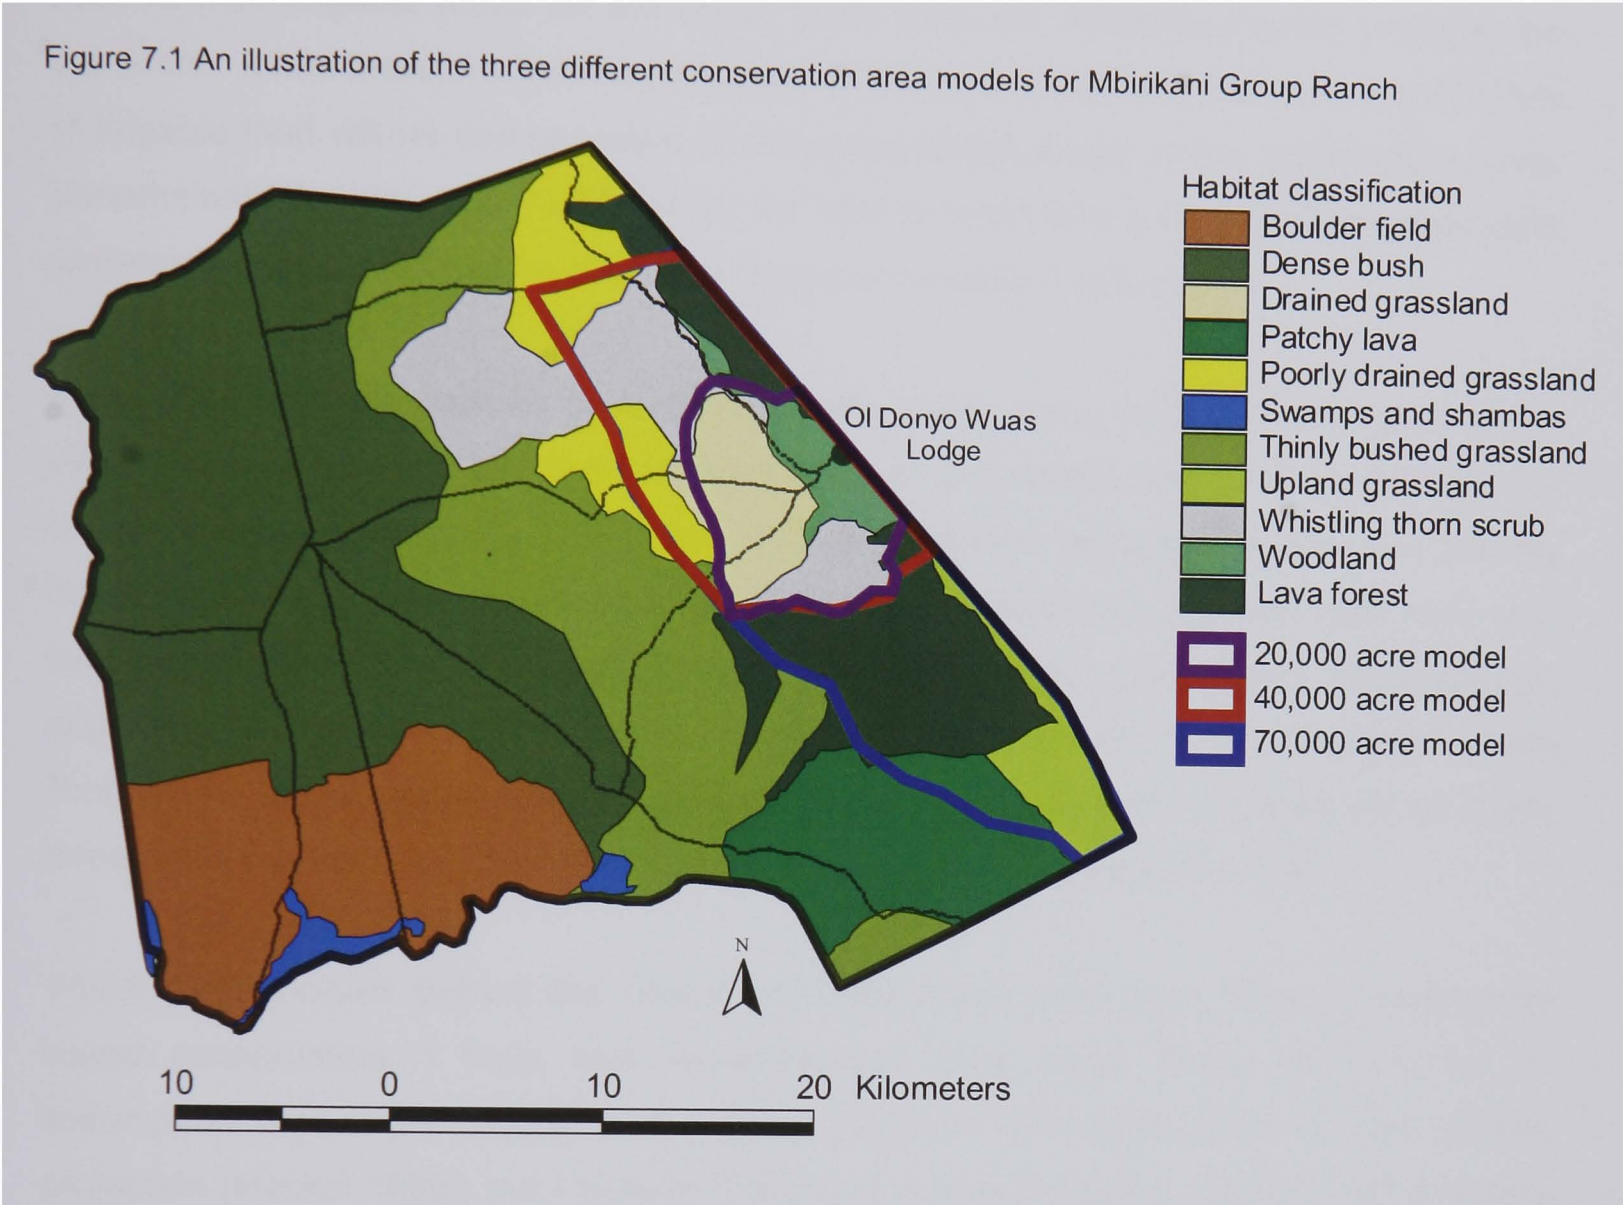 Figure 7.1 An illustration of the three different conservation area models for Mbirikani Group Ranch
Habitat classification
Boulder field
Dense bush
Drained grassland
Patchy lava
Poorly drained grassland
Swamps and shambas
Thinly bushed grassland
Upland grassland
Whistling thorn scrub
Woodland
Lava forest
20,000 acre model
40,000 acre model
70,000 acre model
Ol Donyo Wuas
Lodge
N
10 0 10 20 Kilometers